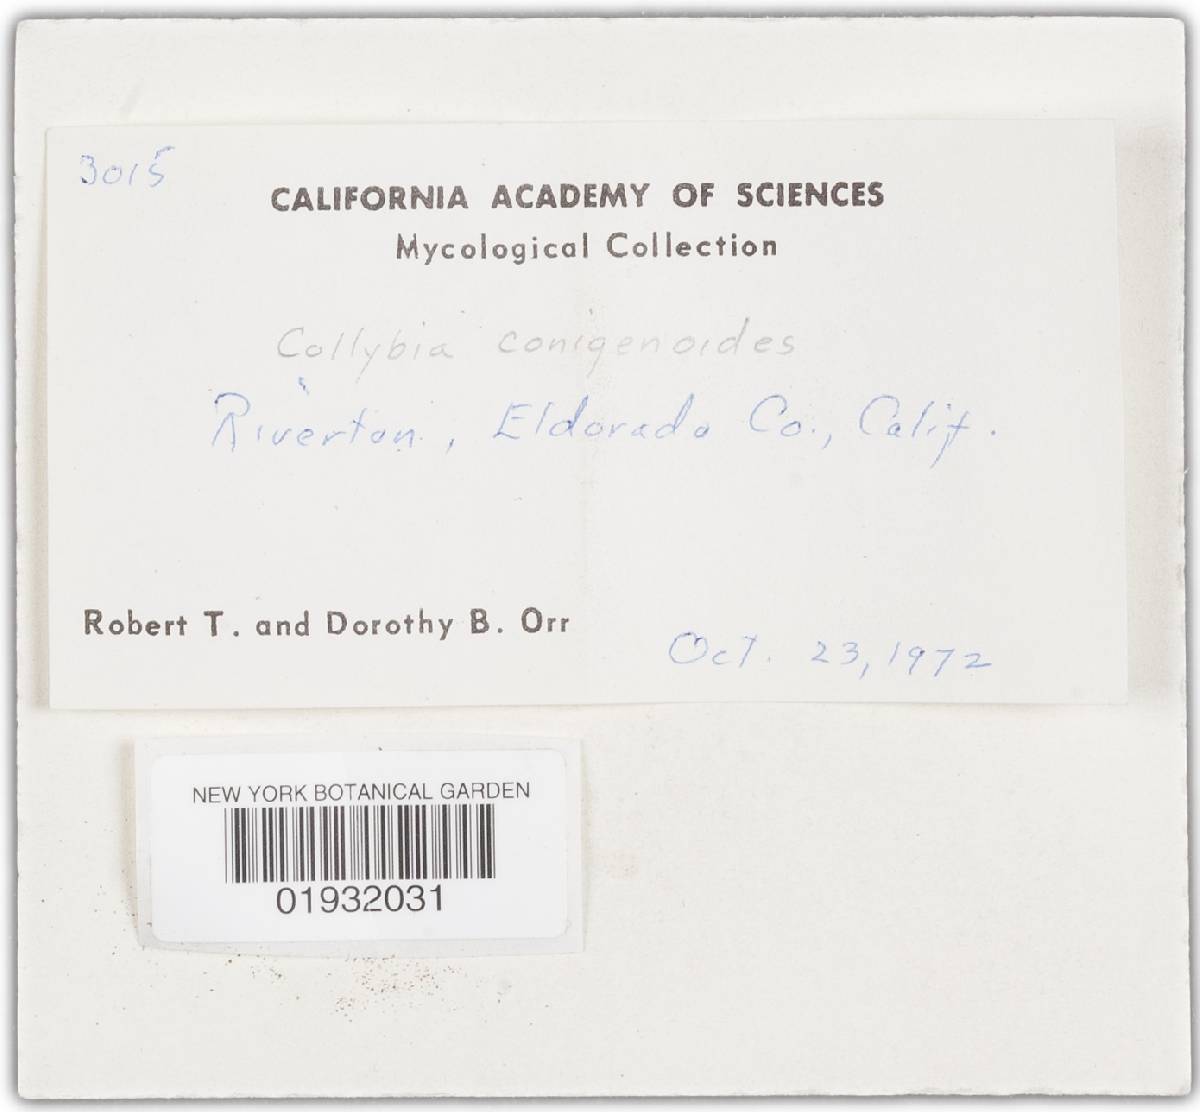 3015
CALIFORNIA ACADEMY OF SCIENCES
Mycological Collection
Collybia conigenoides
Riverton, Eldorado Co., Calif.
Robert T. and Dorothy B. Orr
Oct. 23, 1972
NEW YORK BOTANICAL GARDEN
01932031